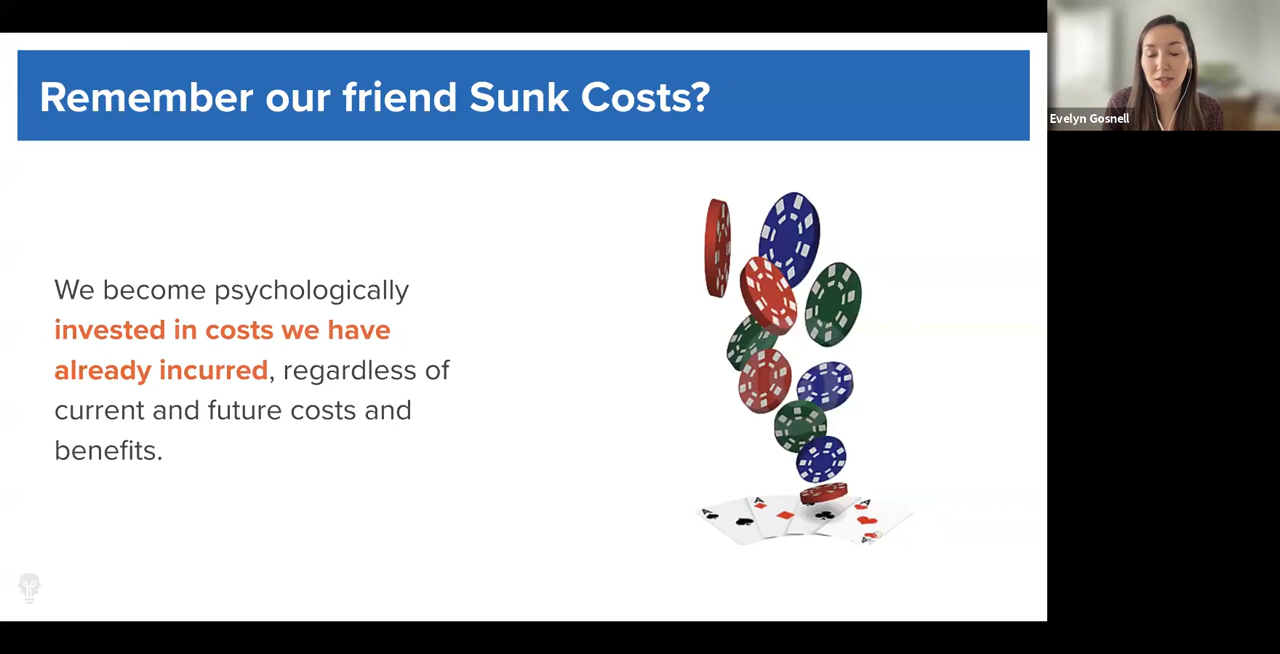 Remember our friend Sunk Costs?
Evelyn Gosnell
We become psychologically
invested in costs we have
already incurred, regardless of
current and future costs and
benefits.
A
A
A
A